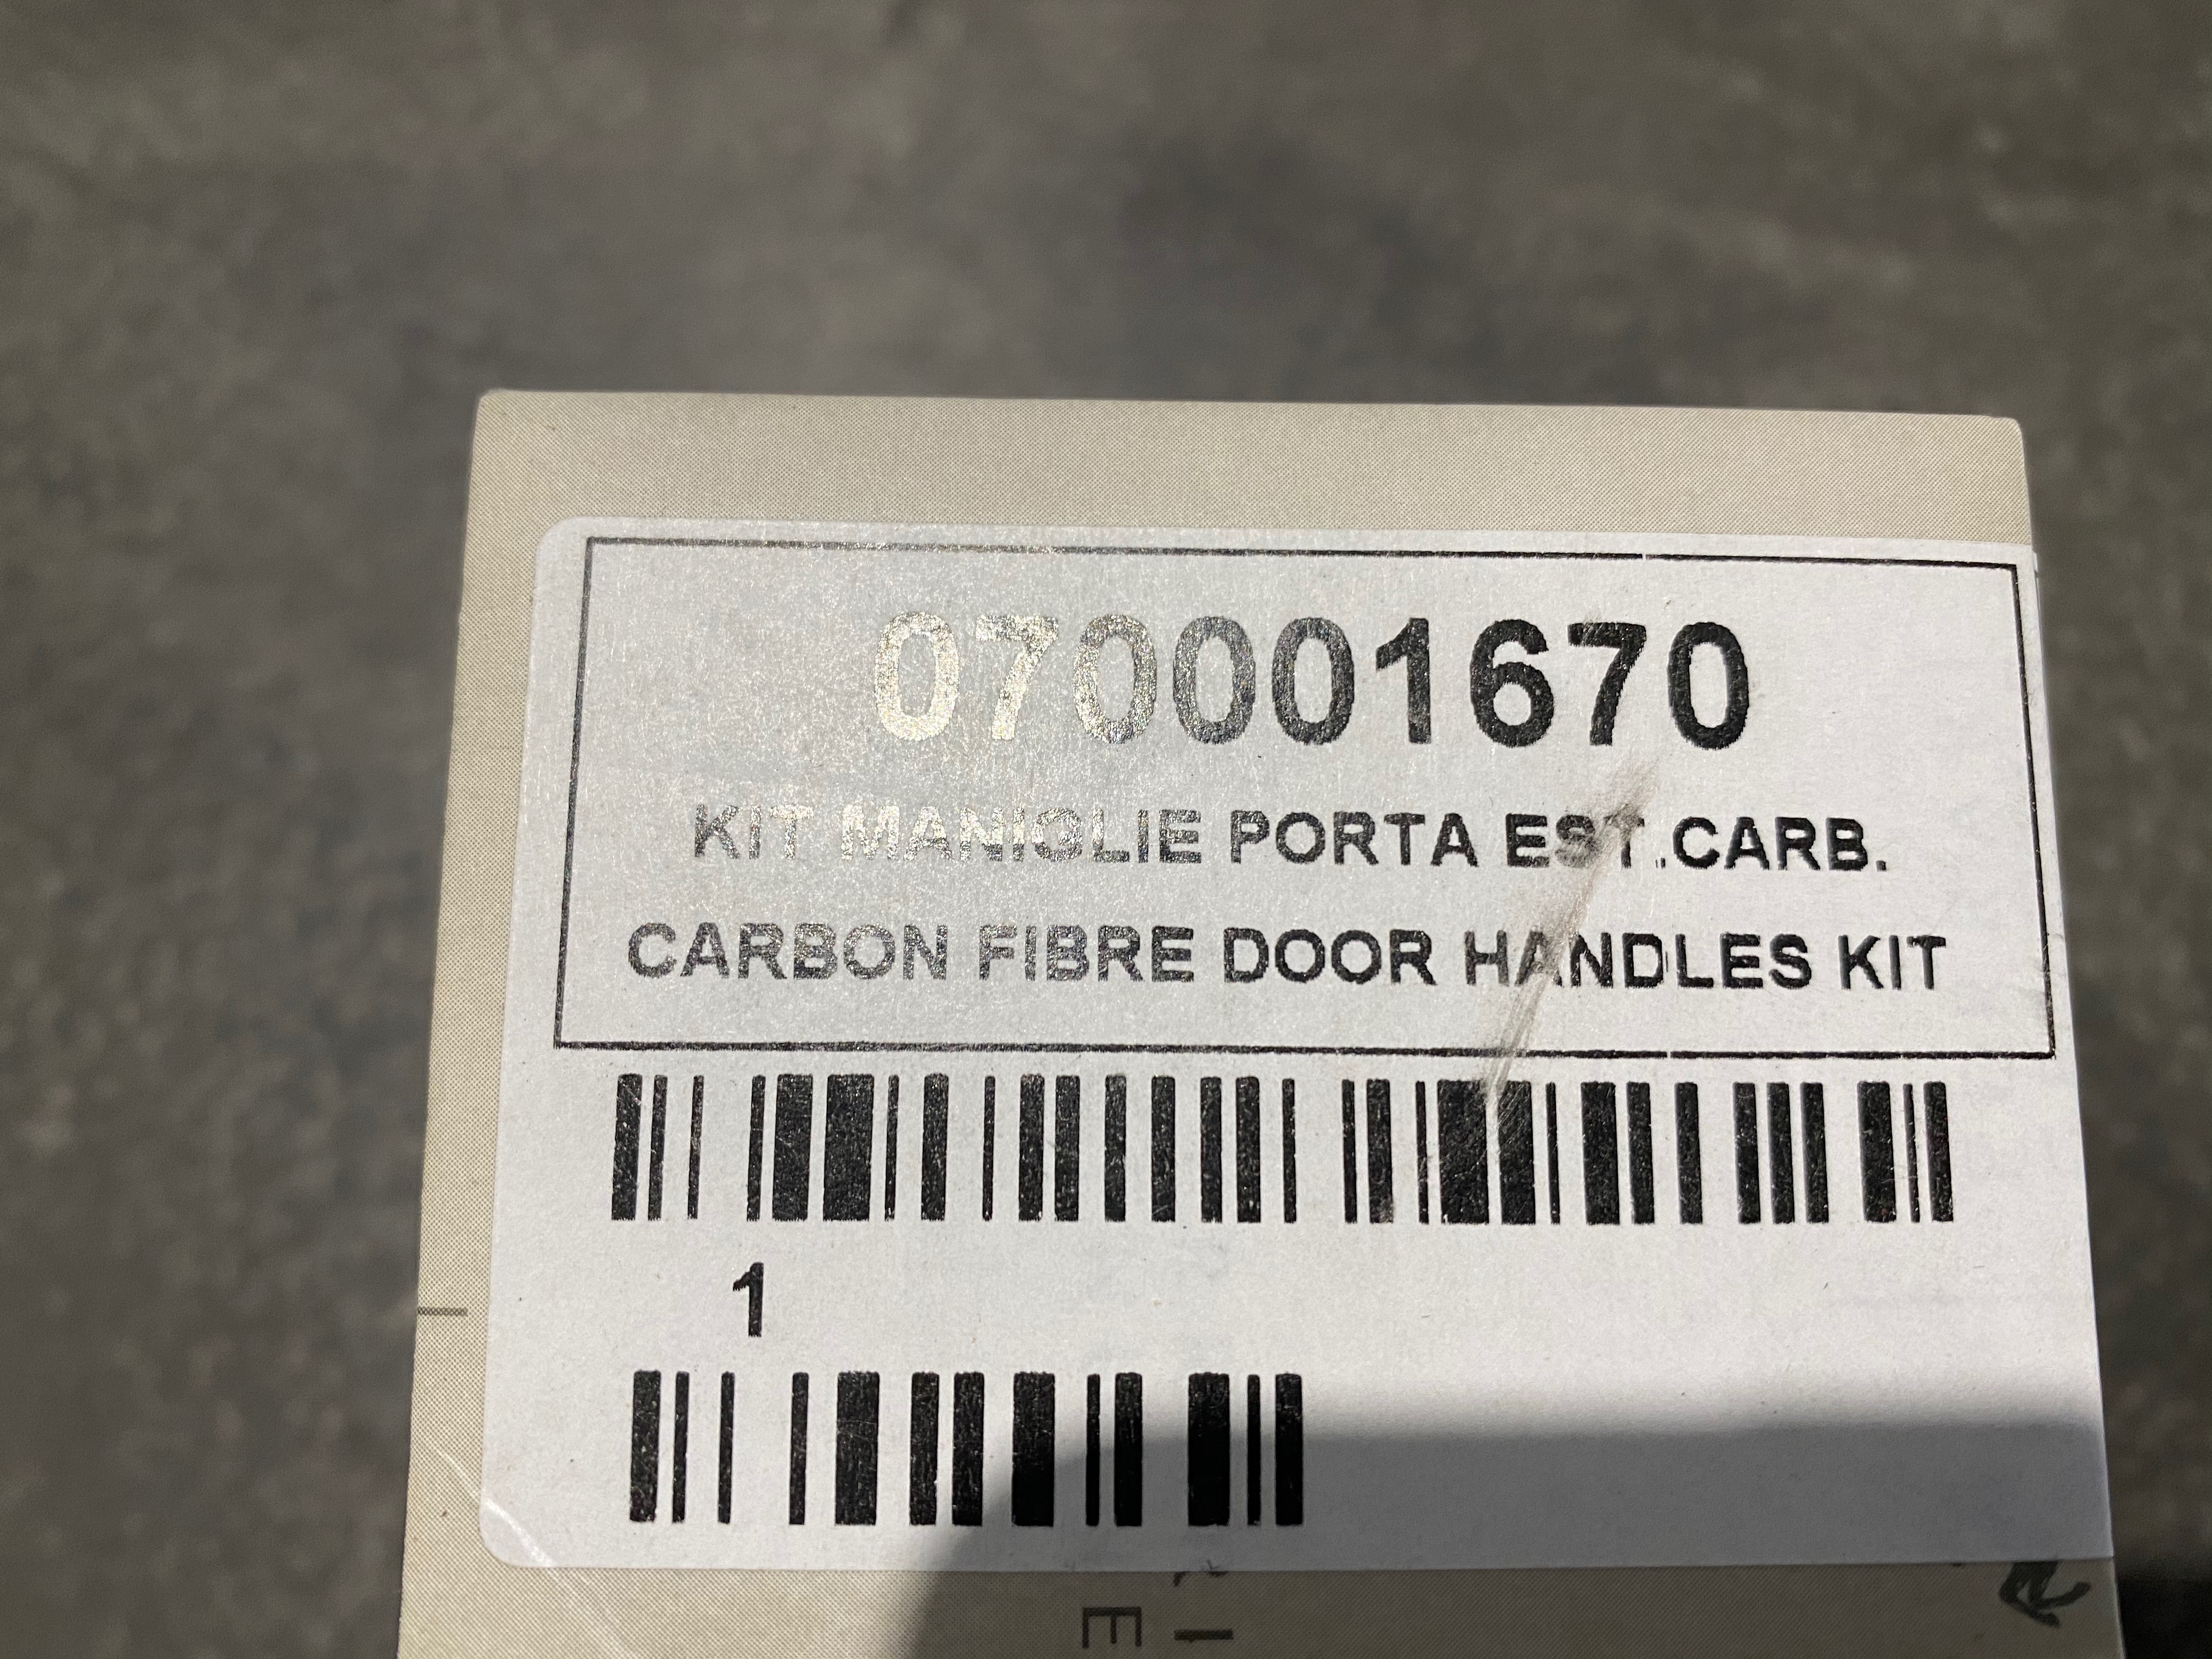 070001670
KIT MANIGLIE PORTA EST.CARB.
CARBON FIBRE DOOR HANDLES KIT
1